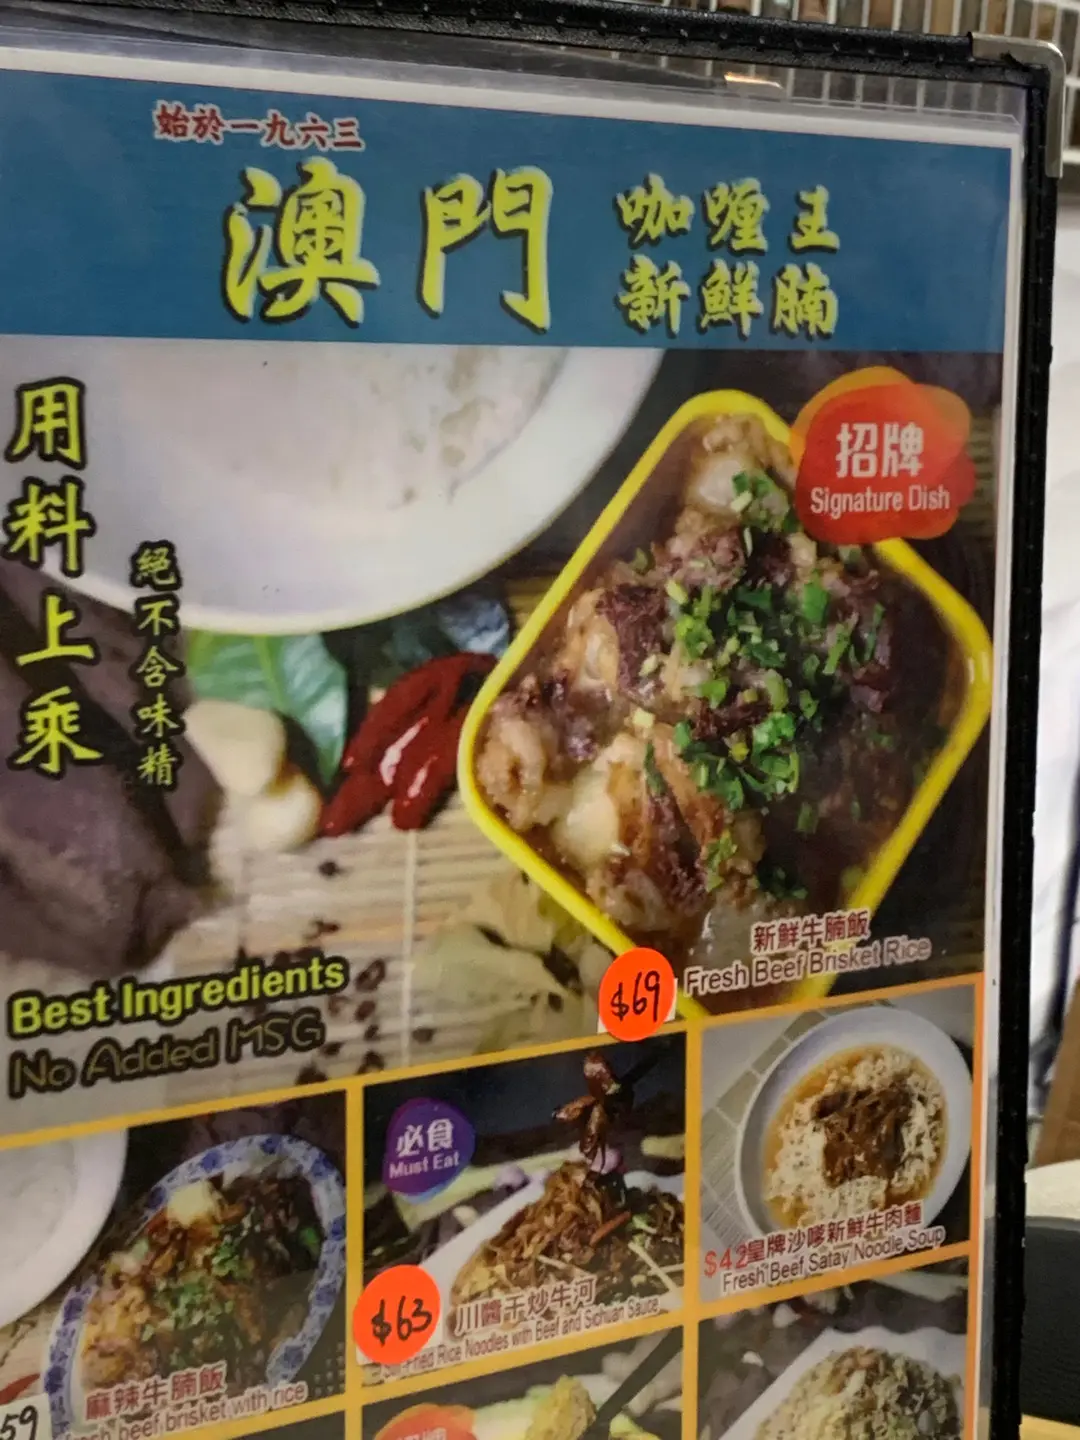 始於一九六三
澳門
咖喱王
新鮮腩
用料上乘
絕不含味精
招牌
Signature Dish
新鮮牛腩飯
$69 Fresh Beef Brisket Rice
Best Ingredients
No Added MSG
必食
Must Eat
$42皇牌沙嗲新鮮牛肉麵
Fresh Beef Satay Noodle Soup
$63
川醬干炒牛河
Fried Rice Noodles with Beef and Sichuan Sauce
麻辣牛腩飯
beef brisket with rice
59